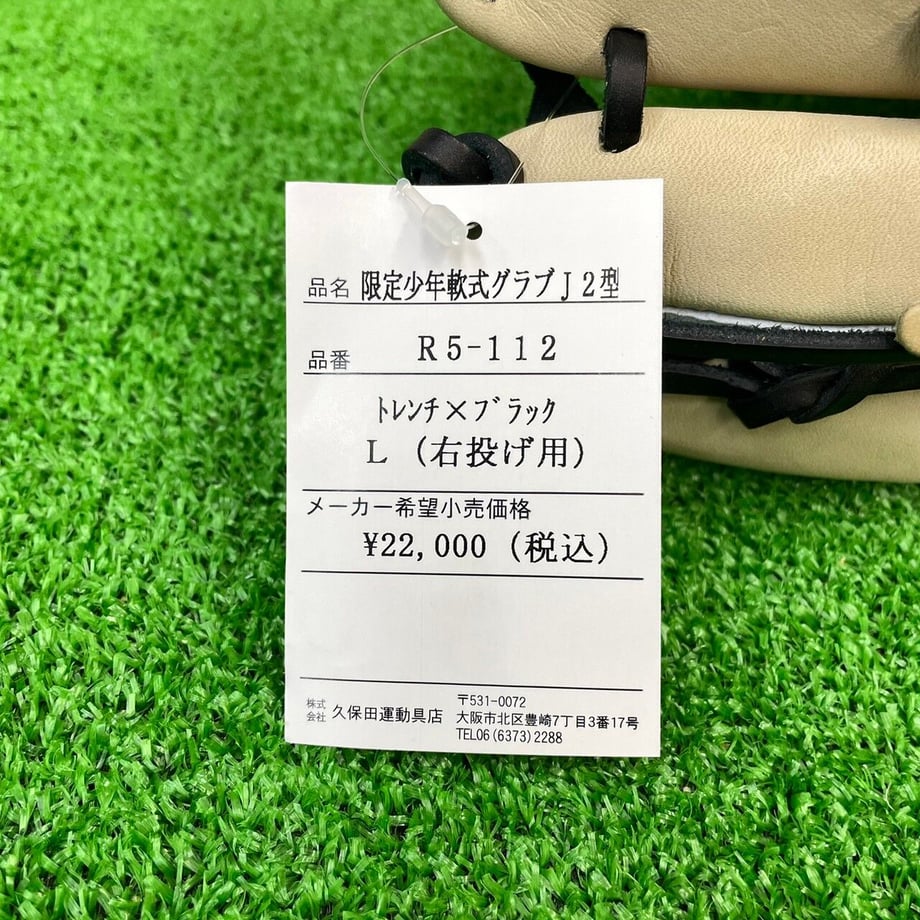 品名 限定少年軟式グラブJ2型
品番 R5-112
ﾄﾚﾝﾁ×ﾌﾞﾗｯｸ
L (右投げ用)
メーカー希望小売価格
¥22,000 (税込)
株式会社 久保田運動具店
〒531-0072
大阪市北区豊崎7丁目3番17号
TEL06(6373)2288